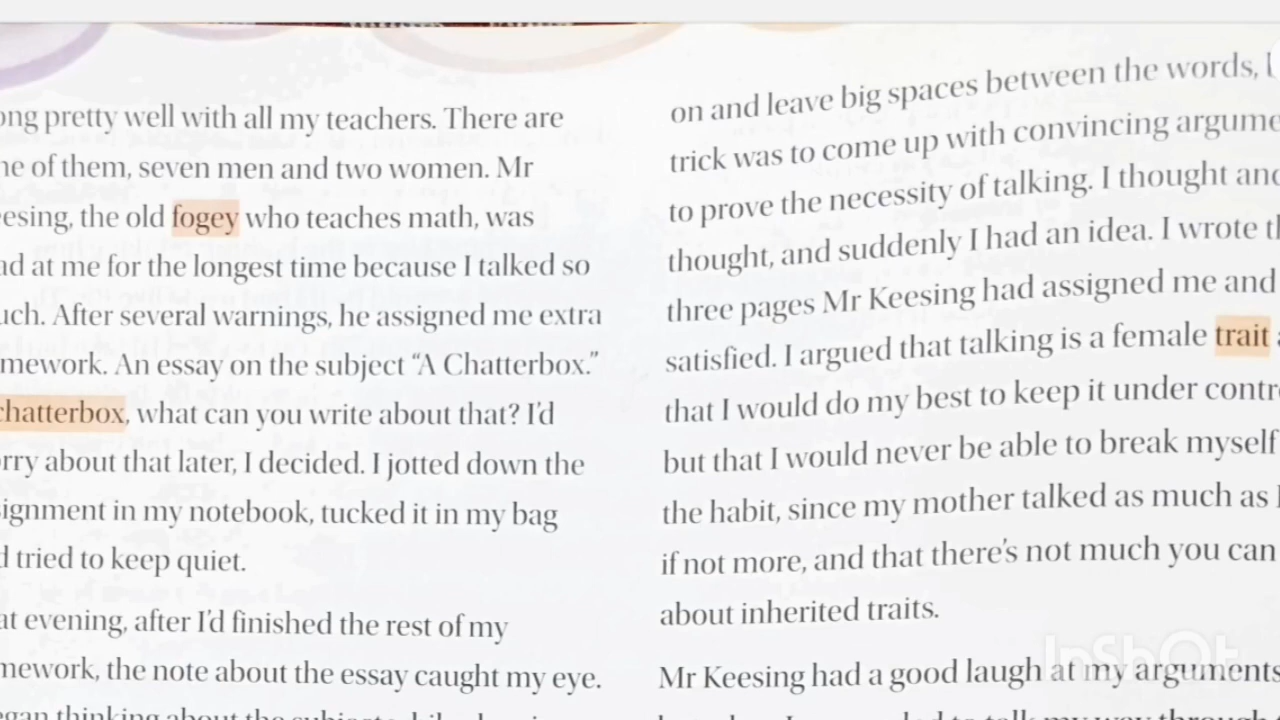 ong pretty well with all my teachers. There are
ne of them, seven men and two women. Mr
eesing, the old fogey who teaches math, was
ad at me for the longest time because I talked so
uch. After several warnings, he assigned me extra
mework. An essay on the subject “A Chatterbox.”
chatterbox, what can you write about that? I’d
rry about that later, I decided. I jotted down the
ignment in my notebook, tucked it in my bag
d tried to keep quiet.
at evening, after I’d finished the rest of my
mework, the note about the essay caught my eye.
thinking about the
on and leave big spaces between the words, I
trick was to come up with convincing argume
to prove the necessity of talking. I thought and
thought, and suddenly I had an idea. I wrote th
three pages Mr Keesing had assigned me and
satisfied. I argued that talking is a female trait a
that I would do my best to keep it under contr
but that I would never be able to break myself
the habit, since my mother talked as much as I
if not more, and that there’s not much you can
about inherited traits.
Mr Keesing had a good laugh at my arguments
to talk my way through
InShOt